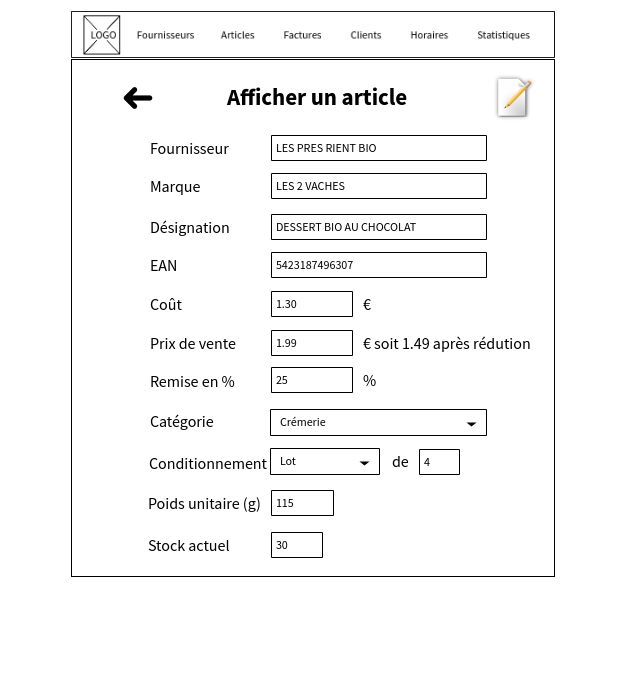 LOGO Fournisseurs Articles Factures Clients Horaires Statistiques
Afficher un article
Fournisseur LES PRES RIENT BIO
Marque LES 2 VACHES
Désignation DESSERT BIO AU CHOCOLAT
EAN 5423187496307
Coût 1.30 €
Prix de vente 1.99 € soit 1.49 après rédution
Remise en % 25 %
Catégorie Crémerie
Conditionnement Lot de 4
Poids unitaire (g) 115
Stock actuel 30